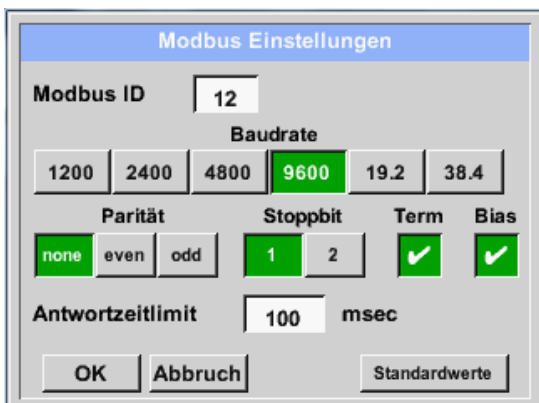 Modbus Einstellungen
Modbus ID 12
Baudrate
1200 2400 4800 9600 19.2 38.4
Parität Stoppbit Term Bias
none even odd 1 2
Antwortzeitlimit 100 msec
OK Abbruch Standardwerte